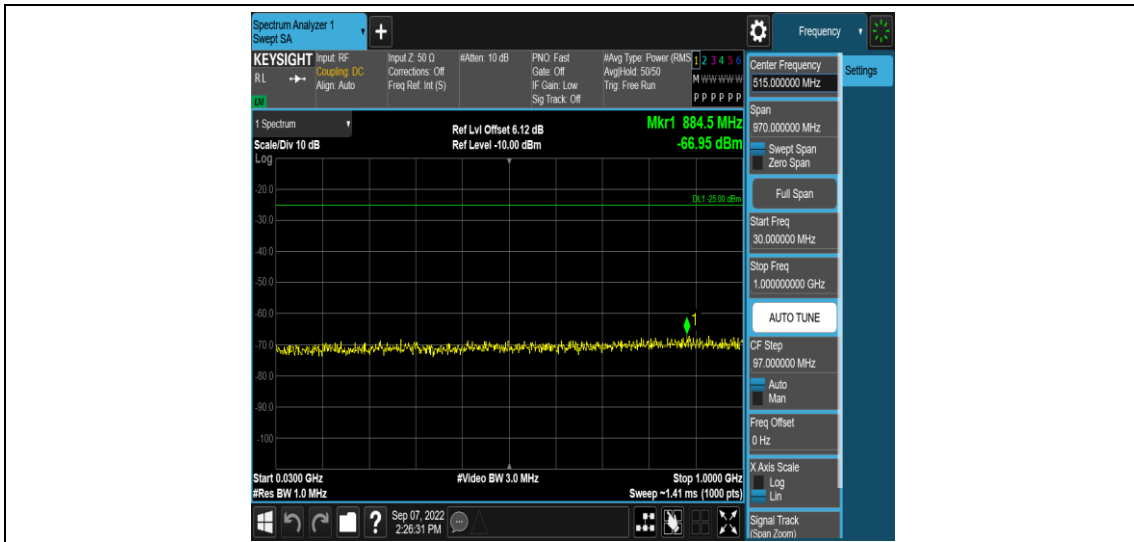 Spectrum Analyzer 1
Swept SA
+
Frequency
KEYSIGHT
RL
LM
Input: RF
Coupling: DC
Align: Auto
Input Z: 50 Ω
Corrections: Off
Freq Ref: Int (S)
#Atten: 10 dB
PNO: Fast
Gate: Off
IF Gain: Low
Sig Track: Off
#Avg Type: Power (RMS
Avg|Hold: 50/50
Trig: Free Run
1 2 3 4 5 6
M W W W W W
P P P P P P
1 Spectrum
Scale/Div 10 dB
Log
Ref Lvl Offset 6.12 dB
Ref Level -10.00 dBm
Mkr1 884.5 MHz
-66.95 dBm
-20.0
DL1 -25.00 dBm
-30.0
-40.0
-50.0
-60.0
1
-70.0
-80.0
-90.0
-100
Start 0.0300 GHz
#Res BW 1.0 MHz
#Video BW 3.0 MHz
Stop 1.0000 GHz
Sweep ~1.41 ms (1000 pts)
?
Sep 07, 2022
2:26:31 PM
Center Frequency
515.000000 MHz
Settings
Span
970.000000 MHz
Swept Span
Zero Span
Full Span
Start Freq
30.000000 MHz
Stop Freq
1.000000000 GHz
AUTO TUNE
CF Step
97.000000 MHz
Auto
Man
Freq Offset
0 Hz
X Axis Scale
Log
Lin
Signal Track
(Span Zoom)